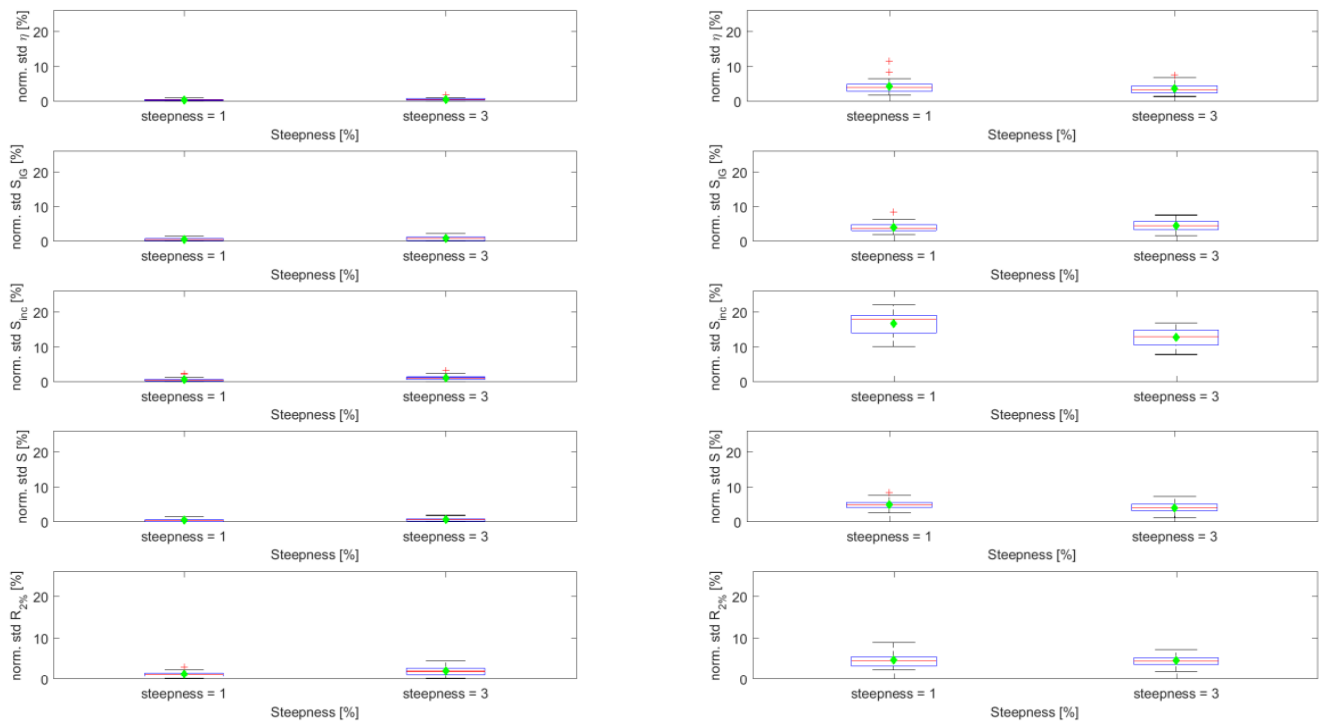 norm. std η [%]
20
10
0
steepness = 1
steepness = 3
Steepness [%]
norm. std S_IG [%]
20
10
0
steepness = 1
steepness = 3
Steepness [%]
norm. std S_inc [%]
20
10
0
steepness = 1
steepness = 3
Steepness [%]
norm. std S [%]
20
10
0
steepness = 1
steepness = 3
Steepness [%]
norm. std R_2% [%]
20
10
0
steepness = 1
steepness = 3
Steepness [%]
norm. std η [%]
20
10
0
steepness = 1
steepness = 3
Steepness [%]
norm. std S_IG [%]
20
10
0
steepness = 1
steepness = 3
Steepness [%]
norm. std S_inc [%]
20
10
0
steepness = 1
steepness = 3
Steepness [%]
norm. std S [%]
20
10
0
steepness = 1
steepness = 3
Steepness [%]
norm. std R_2% [%]
20
10
0
steepness = 1
steepness = 3
Steepness [%]